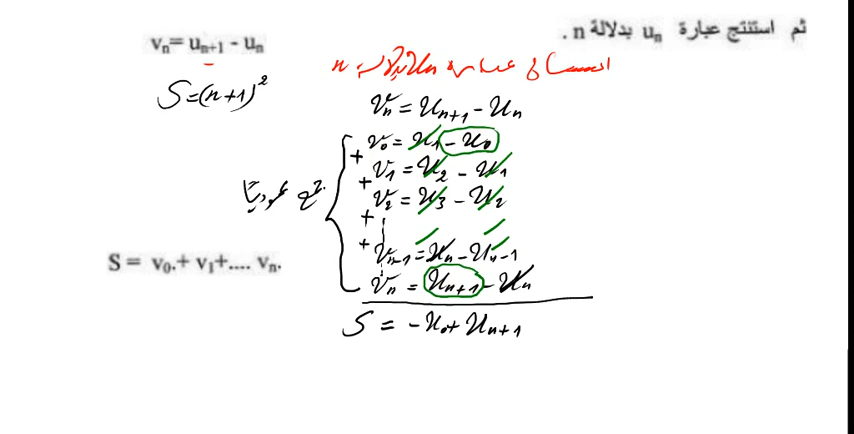 ثم استنتج عبارة uₙ بدلالة n .
vₙ= uₙ₊₁ - uₙ
استنتاج عبارة Uₙ بدلالة n
S=(n+1)²
Vₙ = Uₙ₊₁ - Uₙ
V₀ = U₁ - U₀
+ V₁ = U₂ - U₁
+ V₂ = U₃ - U₂
نجمع عموديا
+
+ Vₙ₋₁ = Uₙ - Uₙ₋₁
S = v₀.+ v₁+.... vₙ.
Vₙ = Uₙ₊₁ - Uₙ
S = -U₀+ Uₙ₊₁